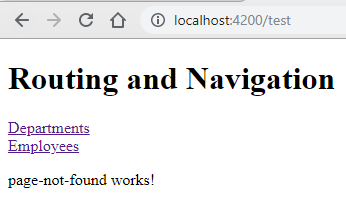 localhost:4200/test
Routing and Navigation
Departments
Employees
page-not-found works!